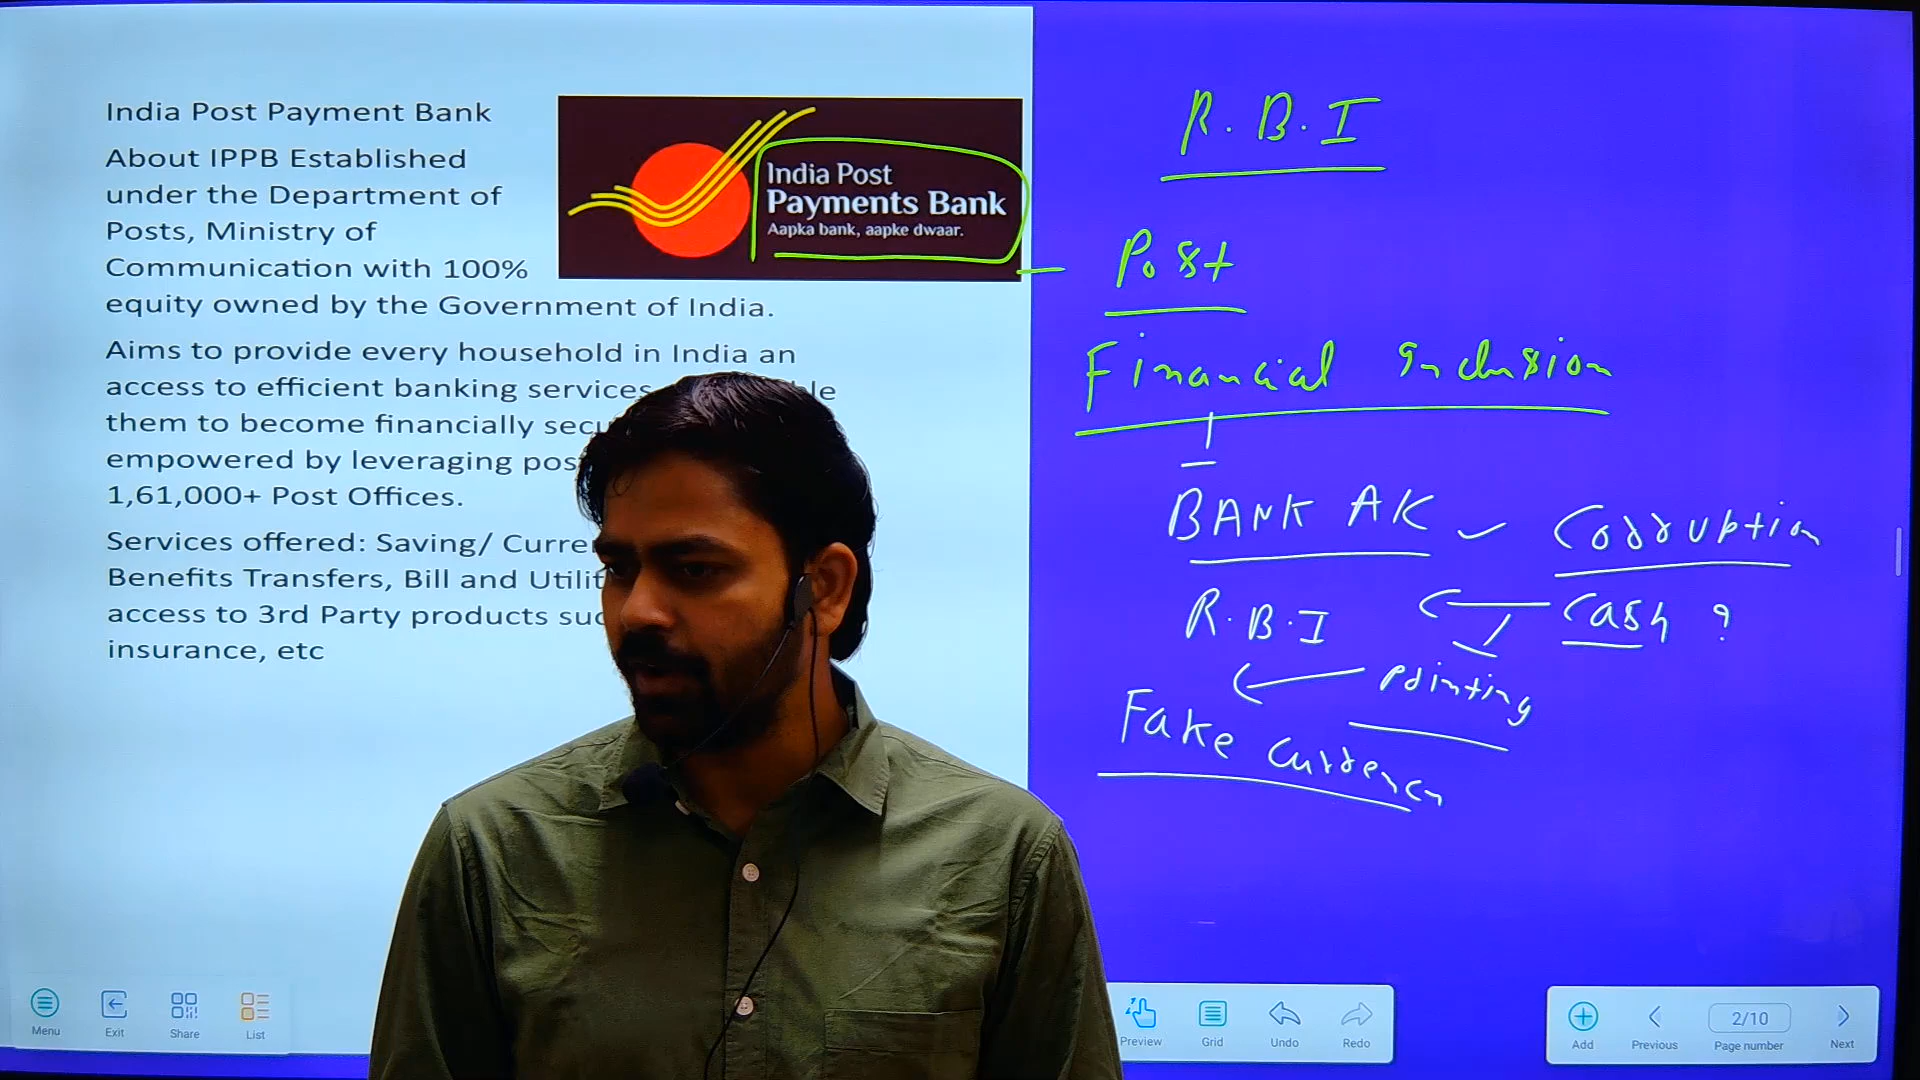 India Post Payment Bank
About IPPB Established
under the Department of
Posts, Ministry of
Communication with 100%
equity owned by the Government of India.
Aims to provide every household in India an
access to efficient banking services
them to become financially
empowered by leveraging
1,61,000+ Post Offices.
Services offered: Saving/
Benefits Transfers, Bill and
access to 3rd Party products
insurance, etc
India Post
Payments Bank
Aapka bank, aapke dwaar.
R.B.I
Post
Financial Inclusion
BANK AK Corruption
R.B.I Cash ?
Printing
Fake Currency
Menu
Exit
Share
List
Preview
Grid
Undo
Redo
Add
Previous
2/10
Page number
Next